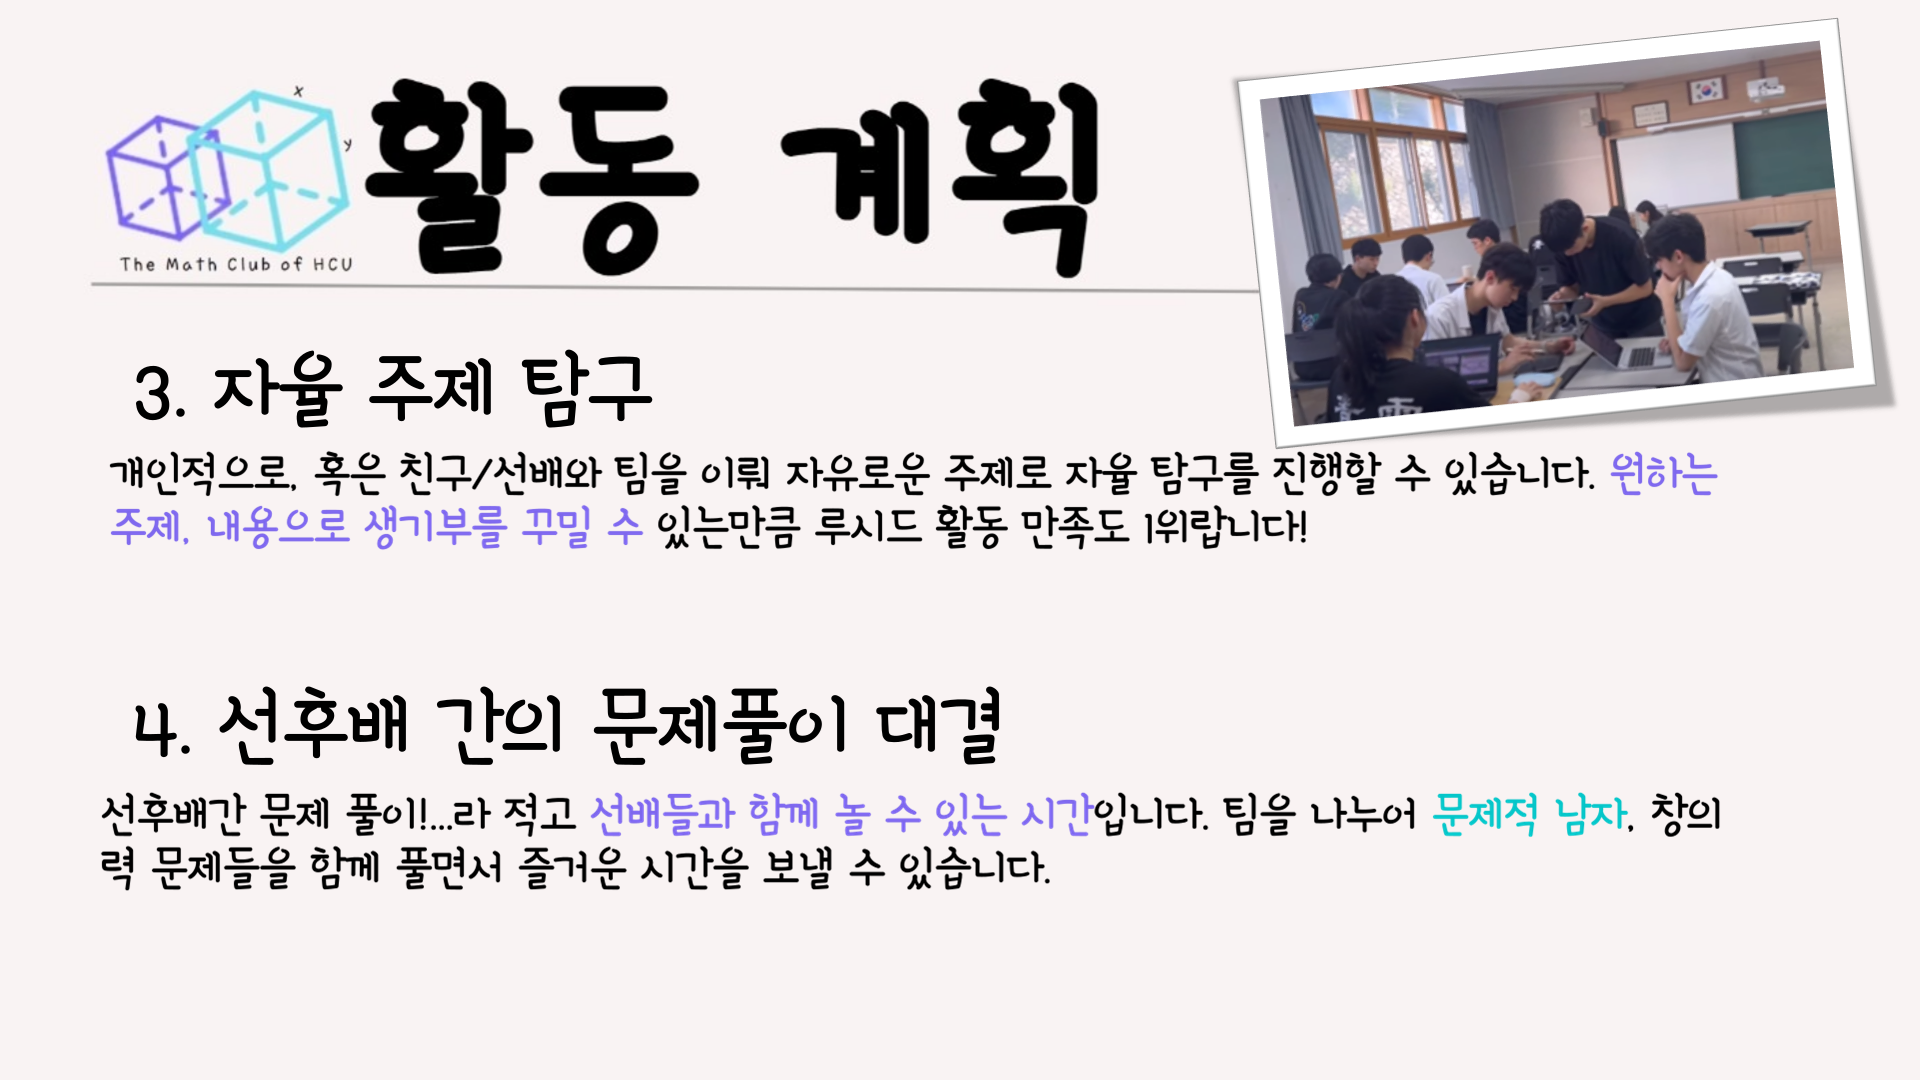 x
y
The Math Club of HCU
활동 계획
3. 자율 주제 탐구
개인적으로, 혹은 친구/선배와 팀을 이뤄 자유로운 주제로 자율 탐구를 진행할 수 있습니다. 원하는
주제, 내용으로 생기부를 꾸밀 수 있는만큼 루시드 활동 만족도 1위랍니다!
4. 선후배 간의 문제풀이 대결
선후배간 문제 풀이!...라 적고 선배들과 함께 놀 수 있는 시간입니다. 팀을 나누어 문제적 남자, 창의
력 문제들을 함께 풀면서 즐거운 시간을 보낼 수 있습니다.